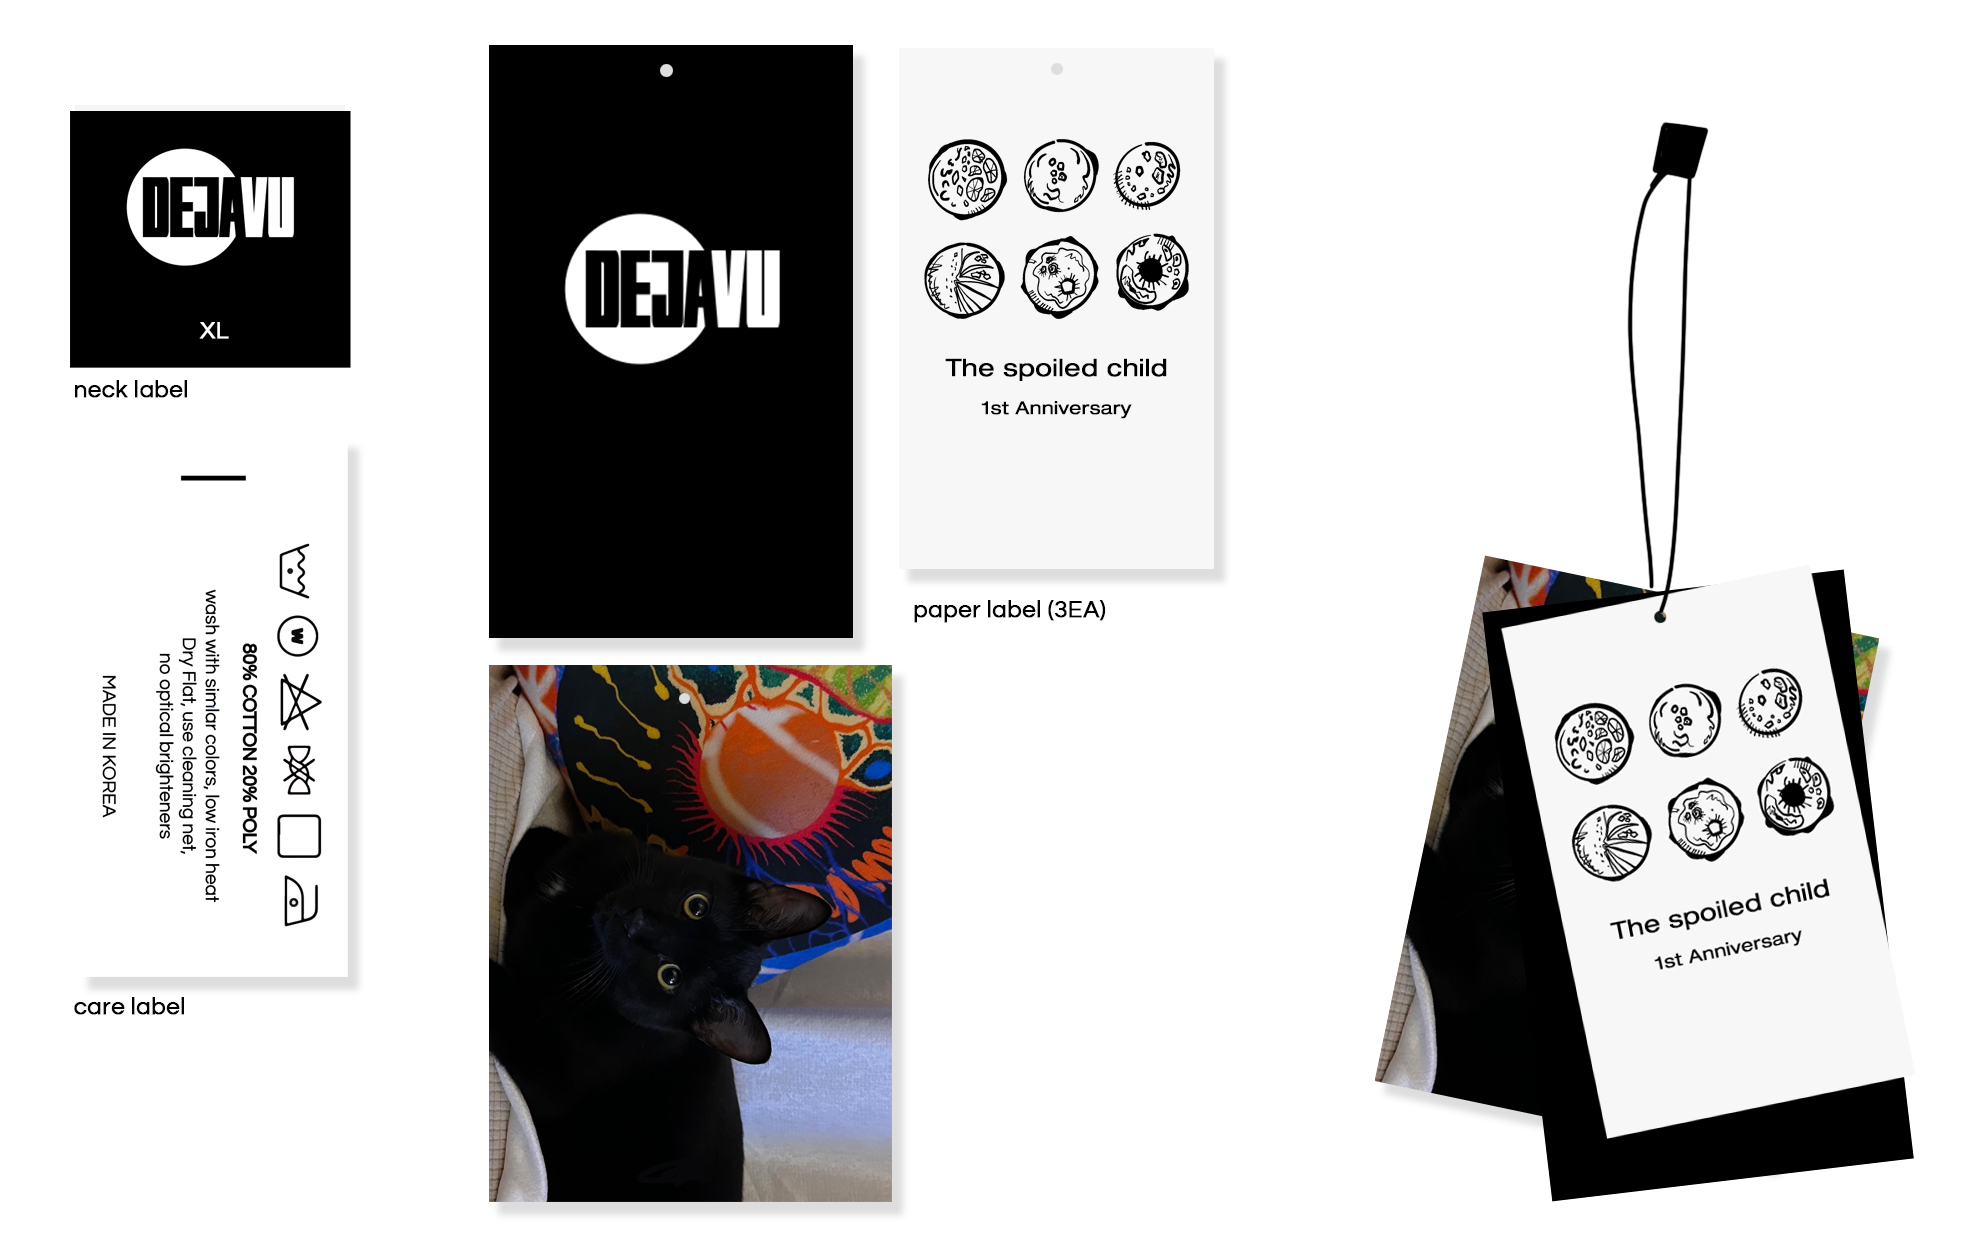 DEJAVU
XL
neck label
W
80% COTTON 20% POLY
wash with simlar colors, low iron heat
Dry Flat, use cleaning net,
no optical brighteners
MADE IN KOREA
care label
DEJAVU
The spoiled child
1st Anniversary
paper label (3EA)
The spoiled child
1st Anniversary